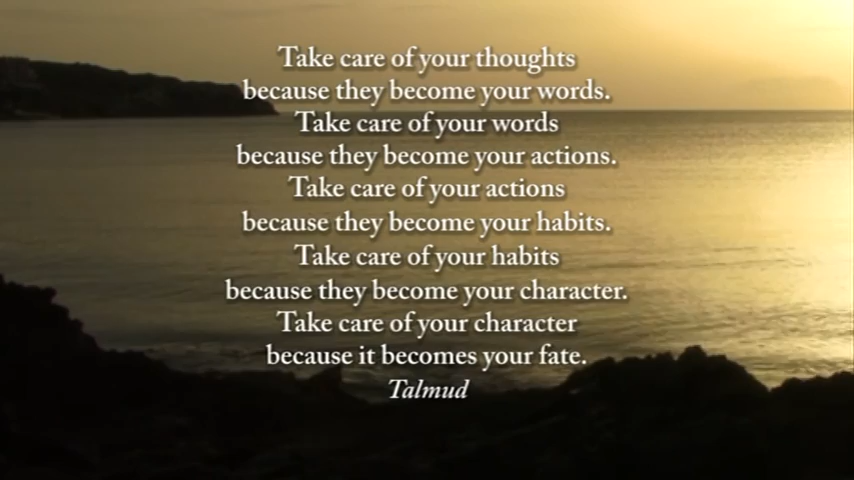 Take care of your thoughts
because they become your words.
Take care of your words
because they become your actions.
Take care of your actions
because they become your habits.
Take care of your habits
because they become your character.
Take care of your character
because it becomes your fate.
Talmud